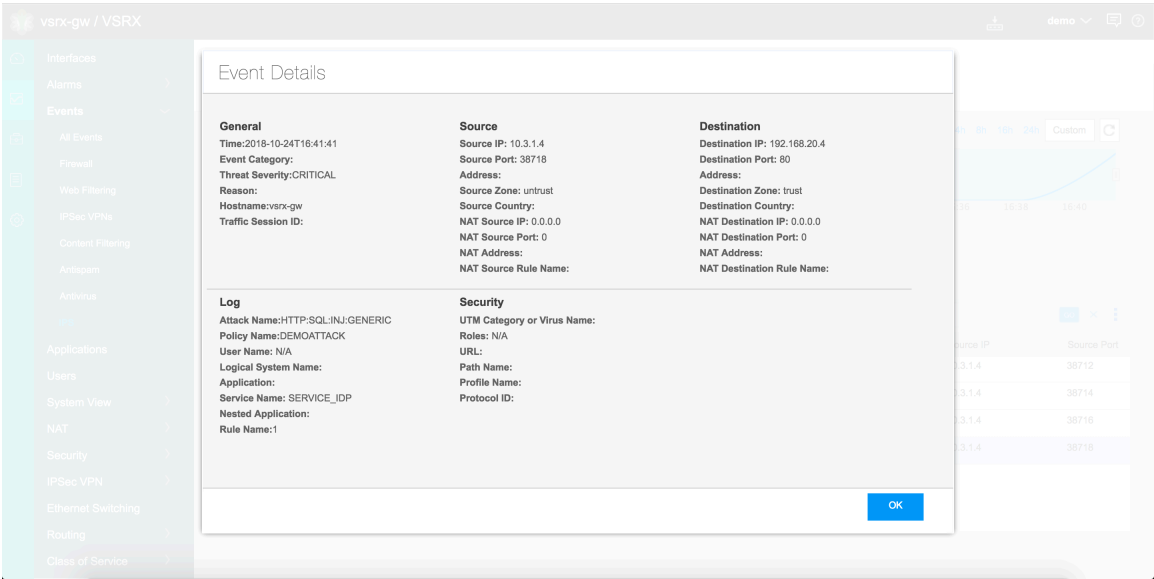 vsrx-gw / VSRX
demo
Interfaces
Alarms
Events
All Events
Firewall
Web Filtering
IPSec VPNs
Content Filtering
Antispam
Antivirus
Applications
Users
System View
NAT
Security
IPSec VPN
Ethernet Switching
Routing
Class of Service
Event Details
General
Time:2018-10-24T16:41:41
Event Category:
Threat Severity:CRITICAL
Reason:
Hostname:vsrx-gw
Traffic Session ID:
Source
Source IP: 10.3.1.4
Source Port: 38718
Address:
Source Zone: untrust
Source Country:
NAT Source IP: 0.0.0.0
NAT Source Port: 0
NAT Address:
NAT Source Rule Name:
Destination
Destination IP: 192.168.20.4
Destination Port: 80
Address:
Destination Zone: trust
Destination Country:
NAT Destination IP: 0.0.0.0
NAT Destination Port: 0
NAT Address:
NAT Destination Rule Name:
Log
Attack Name:HTTP:SQL:INJ:GENERIC
Policy Name:DEMOATTACK
User Name: N/A
Logical System Name:
Application:
Service Name: SERVICE_IDP
Nested Application:
Rule Name:1
Security
UTM Category or Virus Name:
Roles: N/A
URL:
Path Name:
Profile Name:
Protocol ID:
OK
16h 24h Custom
Source Port
38712
38714
38716
38718